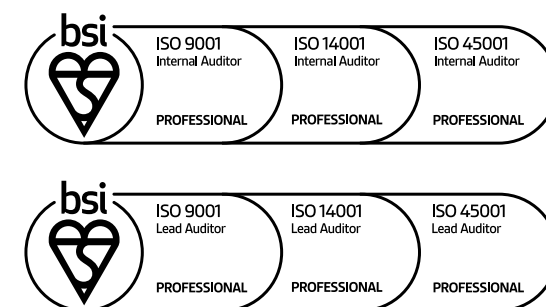 bsi
ISO 9001
Internal Auditor
PROFESSIONAL
ISO 14001
Internal Auditor
PROFESSIONAL
ISO 45001
Internal Auditor
PROFESSIONAL
bsi
ISO 9001
Lead Auditor
PROFESSIONAL
ISO 14001
Lead Auditor
PROFESSIONAL
ISO 45001
Lead Auditor
PROFESSIONAL